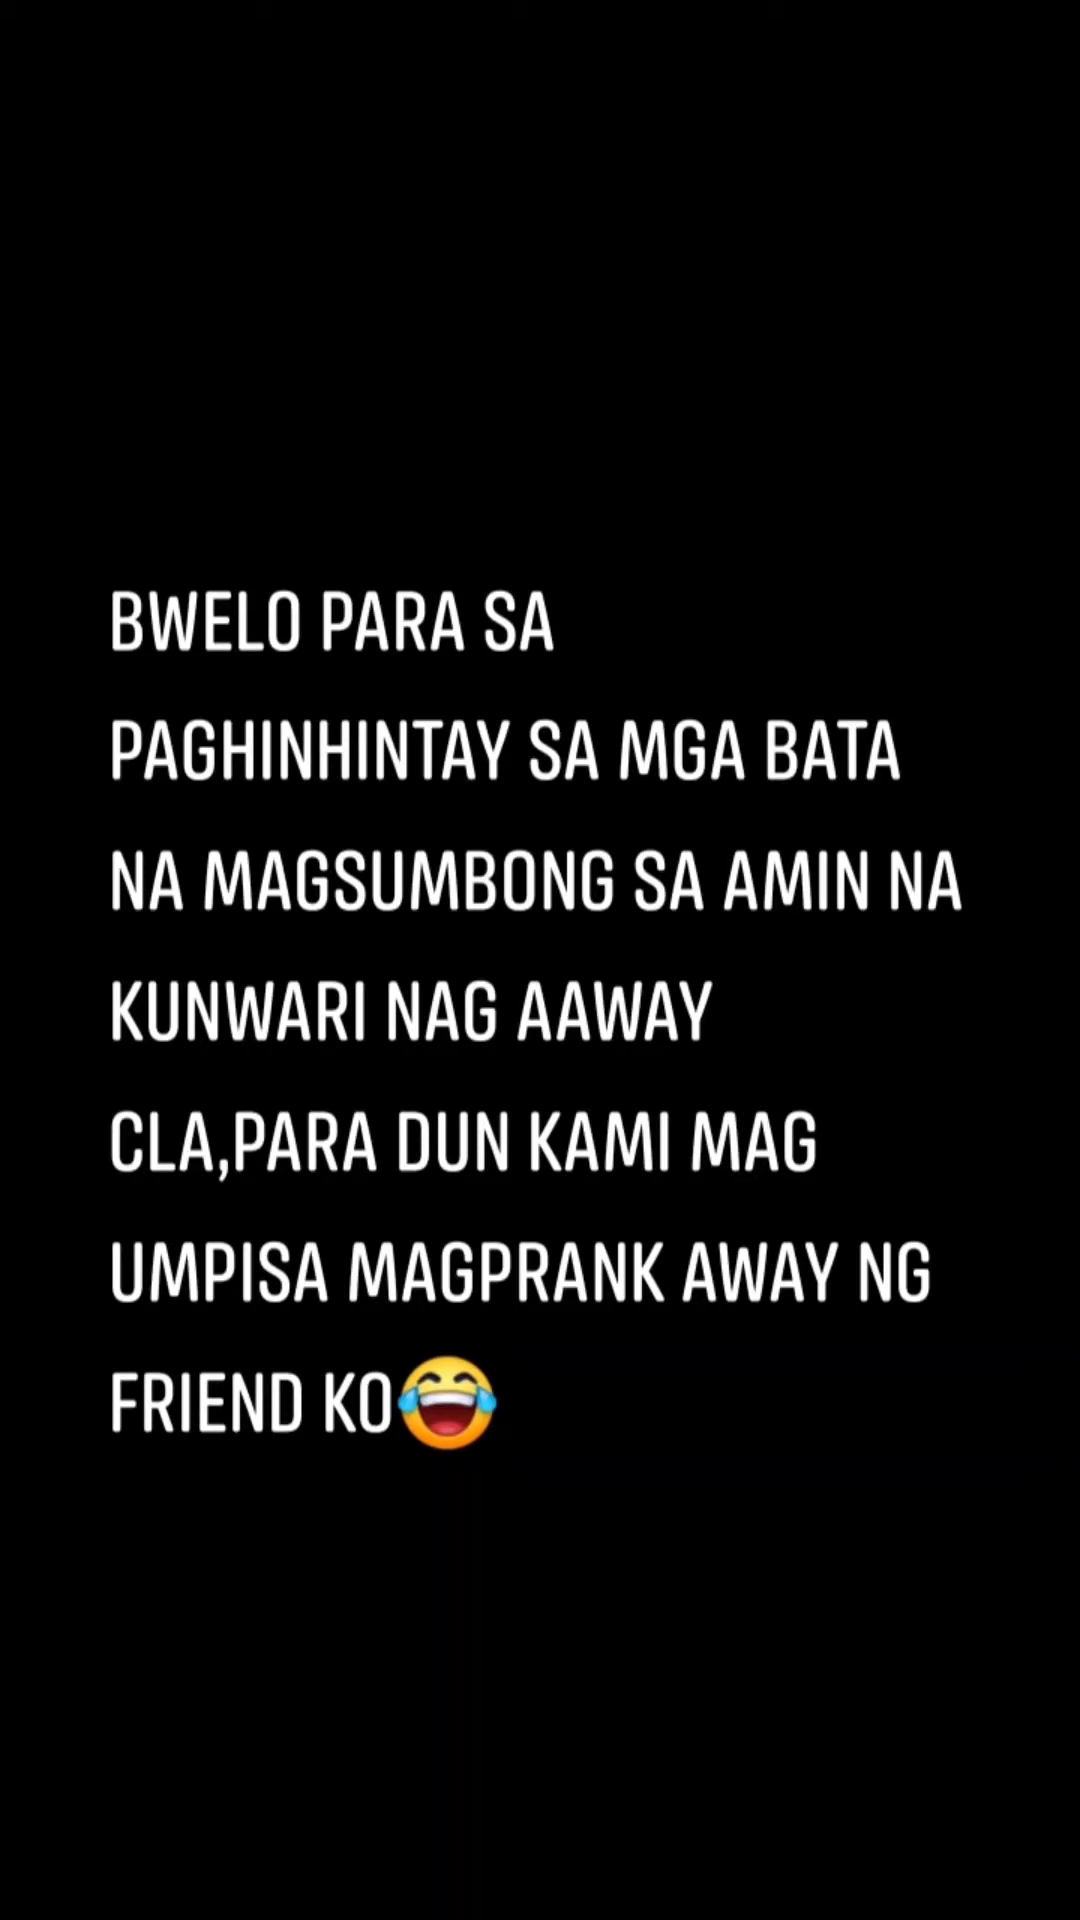 BWELO PARA SA
PAGHINHINTAY SA MGA BATA
NA MAGSUMBONG SA AMIN NA
KUNWARI NAG AAWAY
CLA,PARA DUN KAMI MAG
UMPISA MAGPRANK AWAY NG
FRIEND KO😂